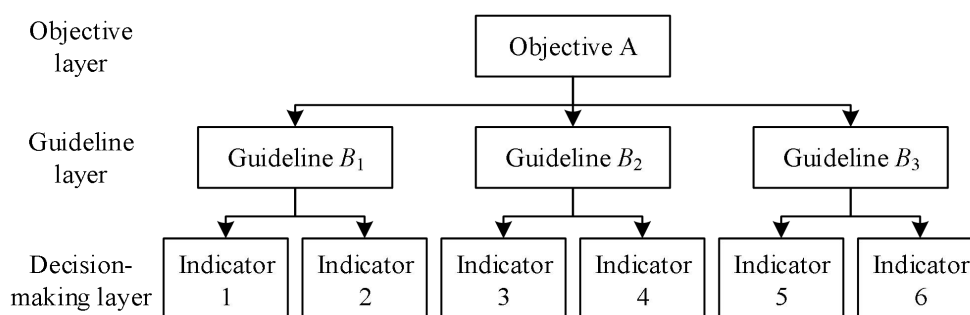 Objective
layer
Objective A
Guideline
layer
Guideline B₁
Guideline B₂
Guideline B₃
Decision-
making layer
Indicator
1
Indicator
2
Indicator
3
Indicator
4
Indicator
5
Indicator
6